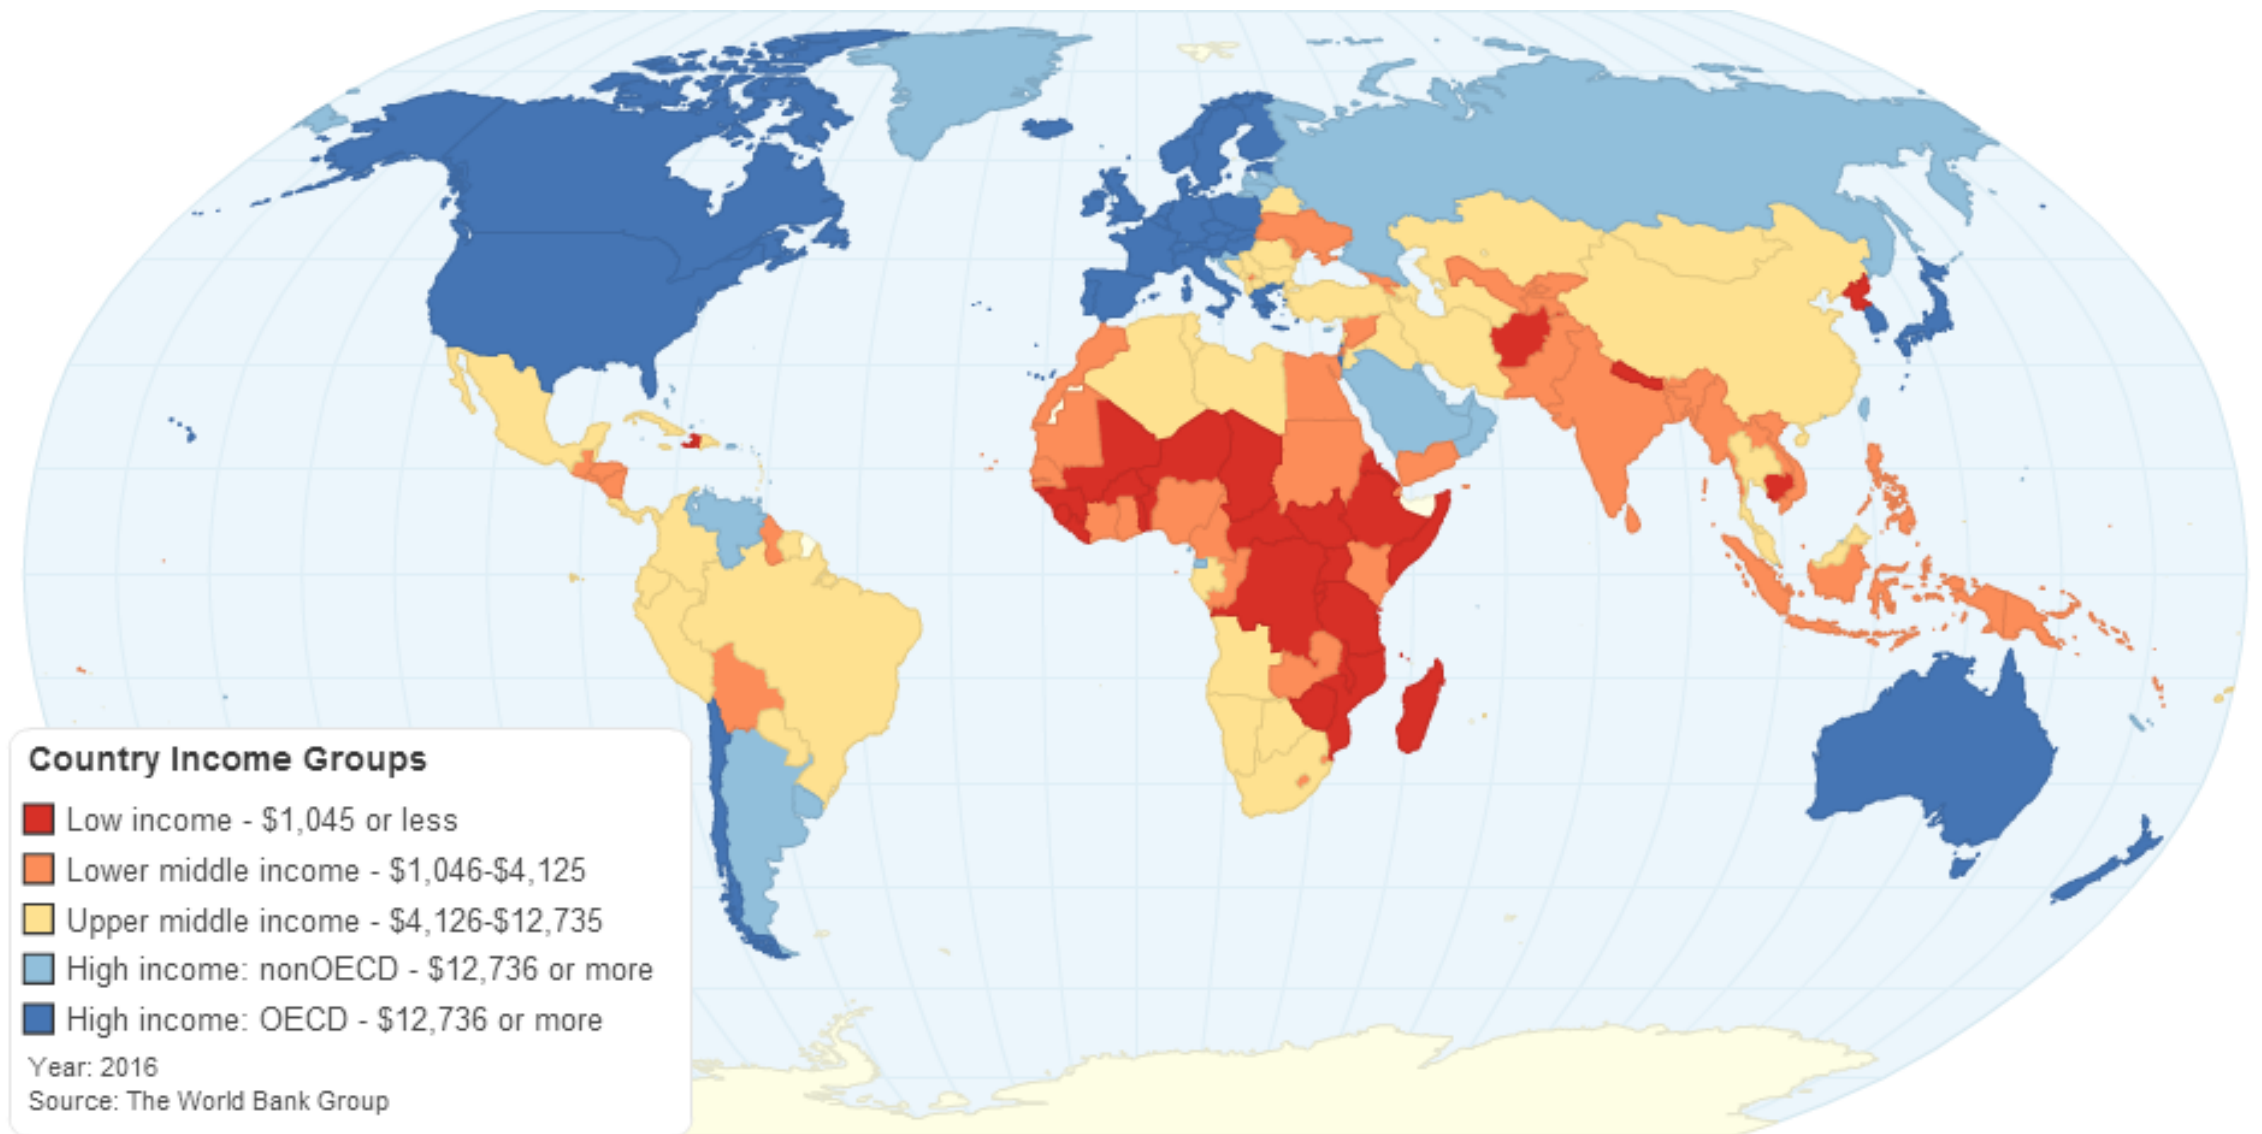 Country Income Groups
Low income - $1,045 or less
Lower middle income - $1,046-$4,125
Upper middle income - $4,126-$12,735
High income: nonOECD - $12,736 or more
High income: OECD - $12,736 or more
Year: 2016
Source: The World Bank Group